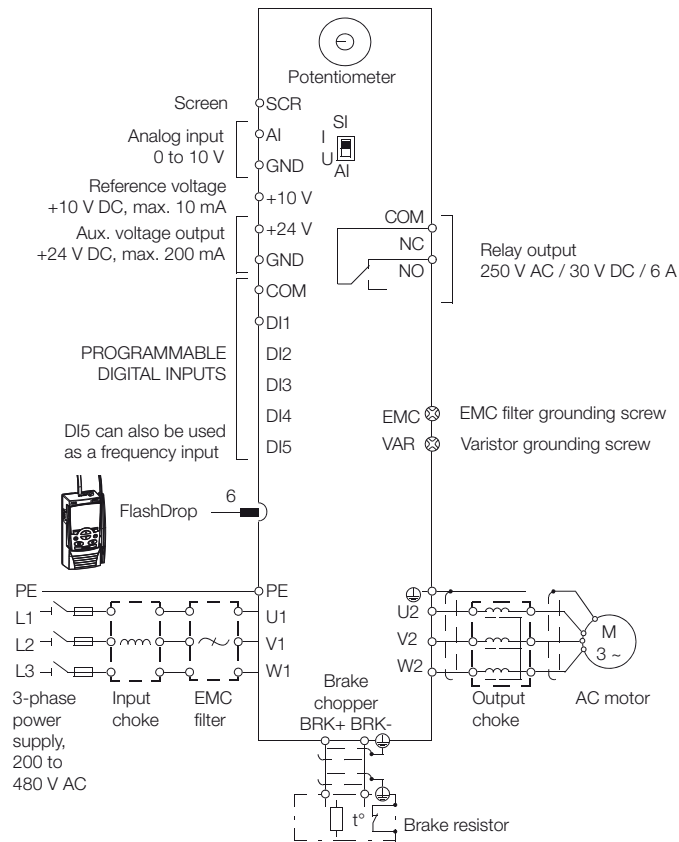 Potentiometer
Screen
SCR
Analog input
0 to 10 V
AI
GND
SI
I
U
AI
Reference voltage
+10 V DC, max. 10 mA
+10 V
Aux. voltage output
+24 V DC, max. 200 mA
+24 V
GND
COM
NC
NO
Relay output
250 V AC / 30 V DC / 6 A
COM
DI1
DI2
DI3
DI4
DI5
PROGRAMMABLE
DIGITAL INPUTS
DI5 can also be used
as a frequency input
EMC
EMC filter grounding screw
VAR
Varistor grounding screw
FlashDrop
6
PE
PE
L1
U1
L2
V1
L3
W1
U2
V2
W2
M
3 ~
3-phase
power
supply,
200 to
480 V AC
Input
choke
EMC
filter
Brake
chopper
BRK+ BRK-
Output
choke
AC motor
t°
Brake resistor